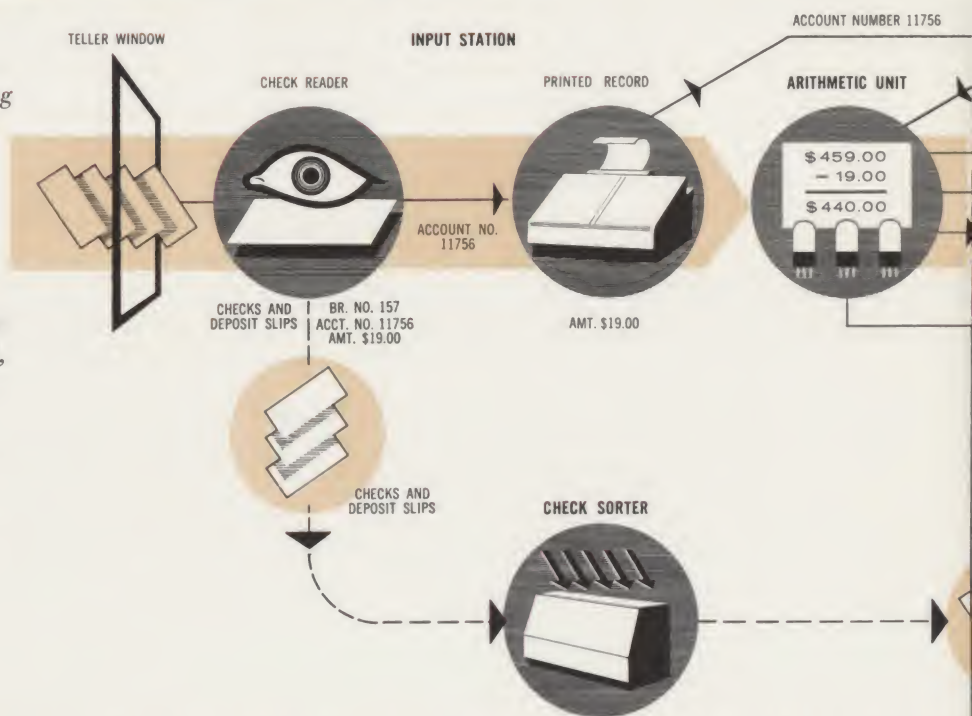 ACCOUNT NUMBER 11756
TELLER WINDOW
INPUT STATION
CHECK READER
PRINTED RECORD
ARITHMETIC UNIT
$459.00
– 19.00
$440.00
ACCOUNT NO.
11756
CHECKS AND
DEPOSIT SLIPS
BR. NO. 157
ACCT. NO. 11756
AMT. $19.00
AMT. $19.00
CHECKS AND
DEPOSIT SLIPS
CHECK SORTER